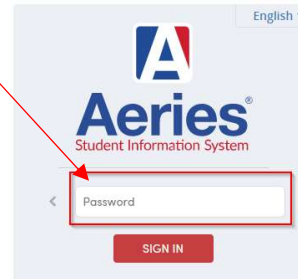 English
Aeries®
Student Information System
Password
SIGN IN